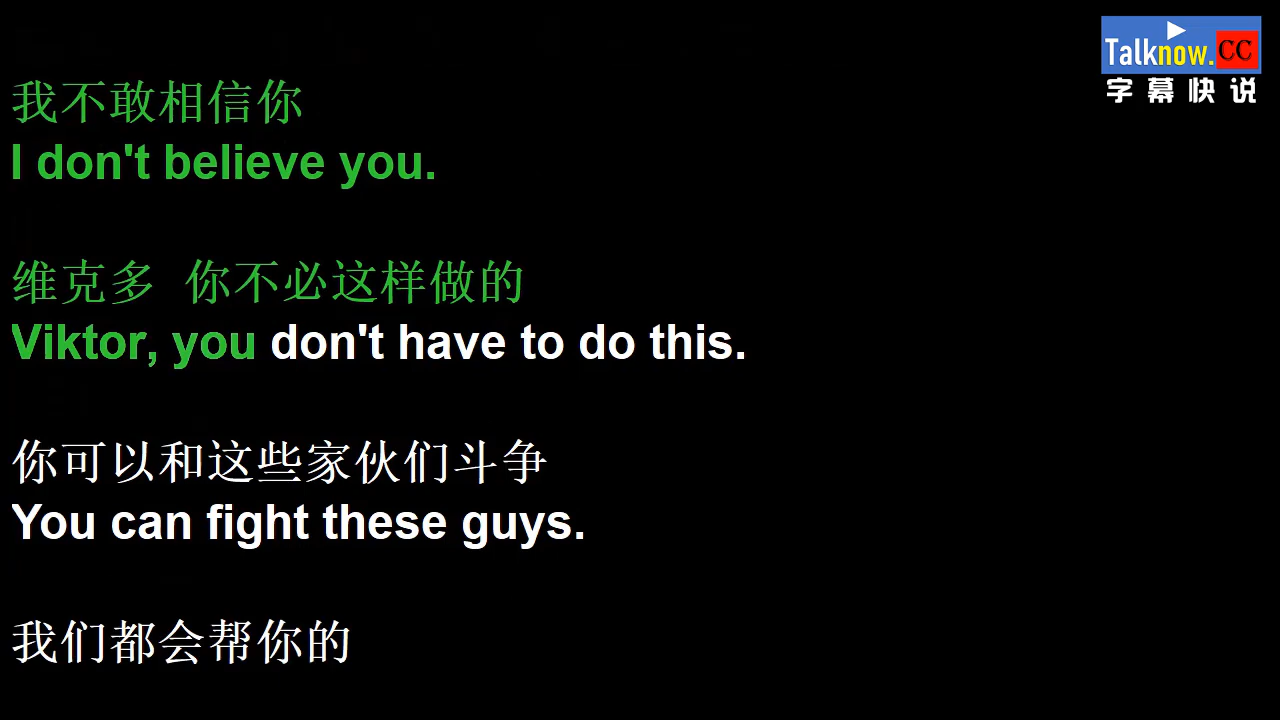 Talknow.CC
字幕快说
我不敢相信你
I don't believe you.
维克多 你不必这样做的
Viktor, you don't have to do this.
你可以和这些家伙们斗争
You can fight these guys.
我们都会帮你的